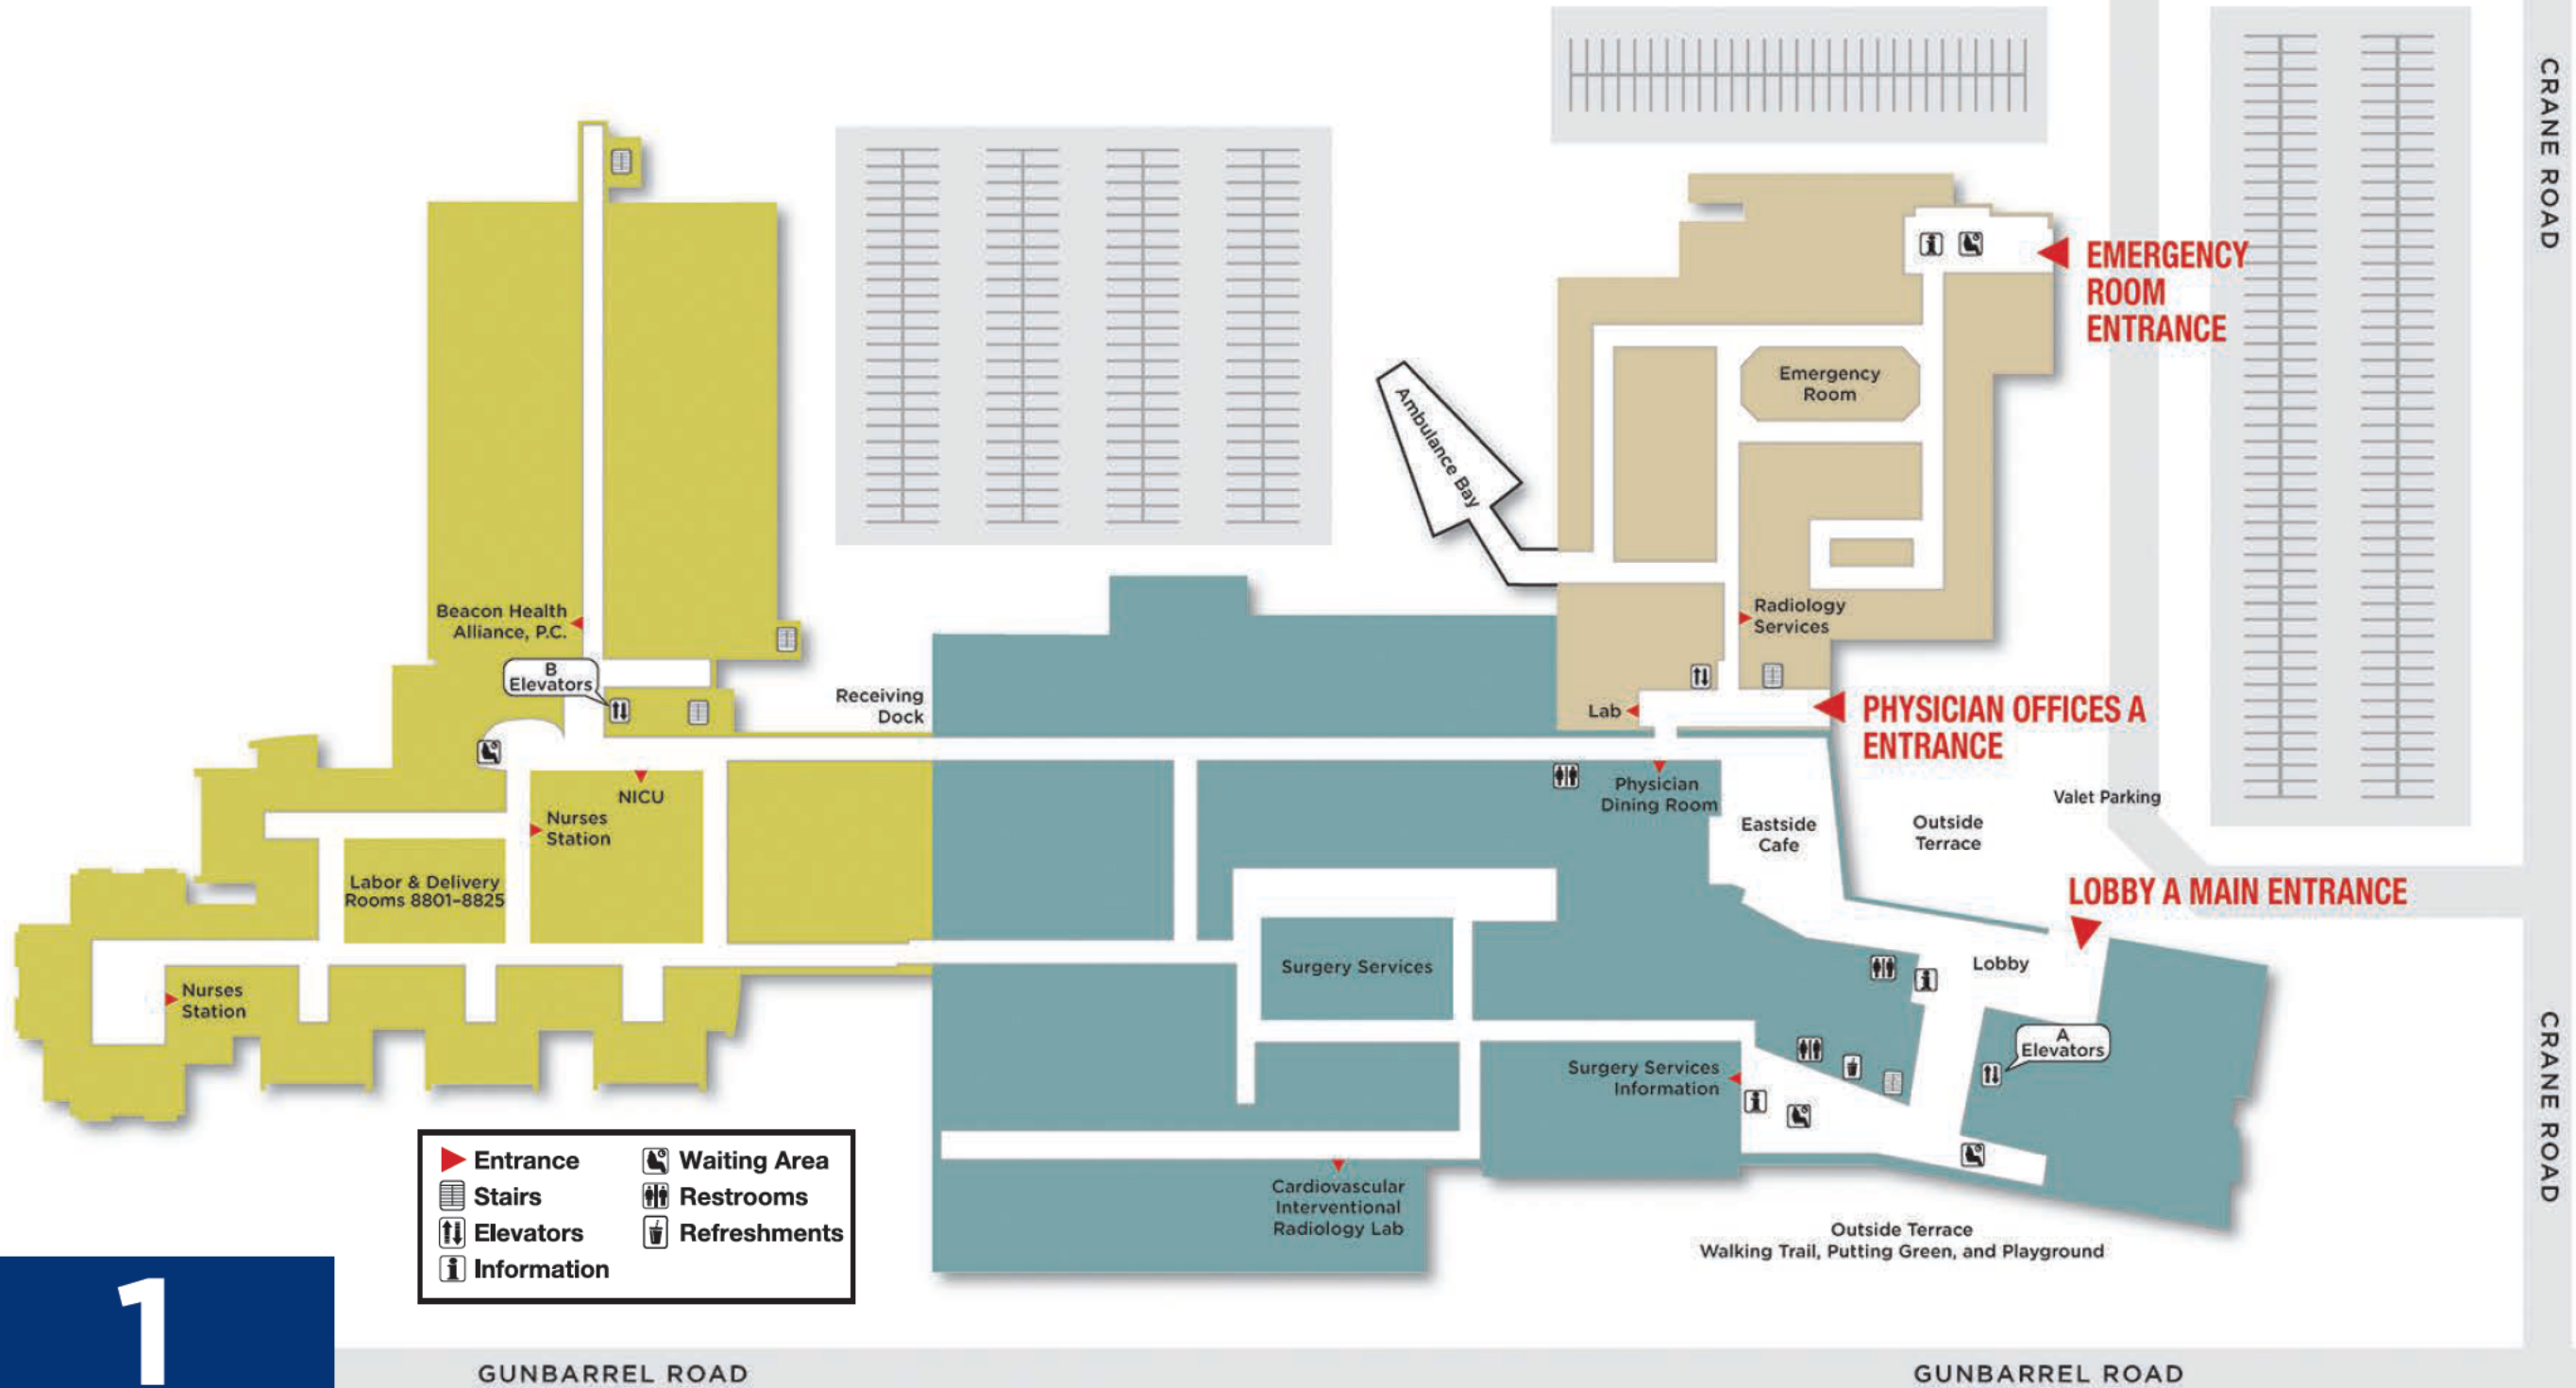 CRANE ROAD
EMERGENCY
ROOM
ENTRANCE
Emergency
Room
Ambulance Bay
Beacon Health
Alliance, P.C.
Radiology
Services
B
Elevators
Receiving
Dock
Lab
PHYSICIAN OFFICES A
ENTRANCE
NICU
Nurses
Station
Physician
Dining Room
Eastside
Cafe
Outside
Terrace
Valet Parking
Labor & Delivery
Rooms 8801–8825
LOBBY A MAIN ENTRANCE
Surgery Services
Lobby
Nurses
Station
A
Elevators
Surgery Services
Information
CRANE ROAD
Entrance
Stairs
Elevators
Information
Waiting Area
Restrooms
Refreshments
Cardiovascular
Interventional
Radiology Lab
Outside Terrace
Walking Trail, Putting Green, and Playground
1
GUNBARREL ROAD
GUNBARREL ROAD